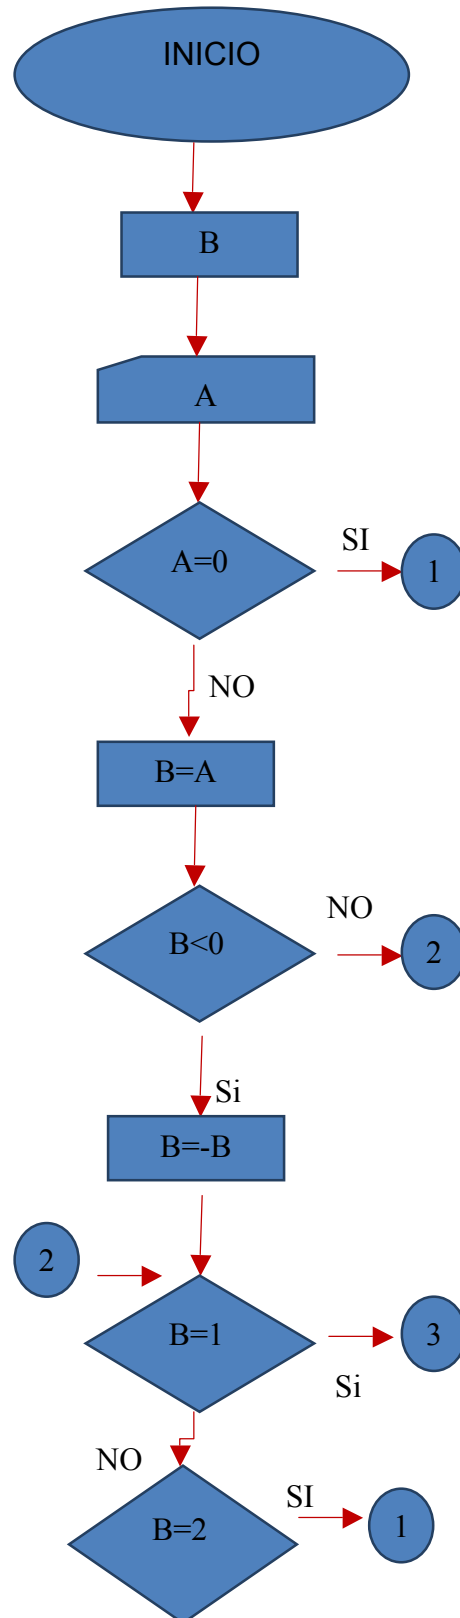 INICIO
B
A
A=0
SI
1
NO
B=A
B<0
NO
2
Si
B=-B
2
B=1
3
Si
NO
B=2
SI
1